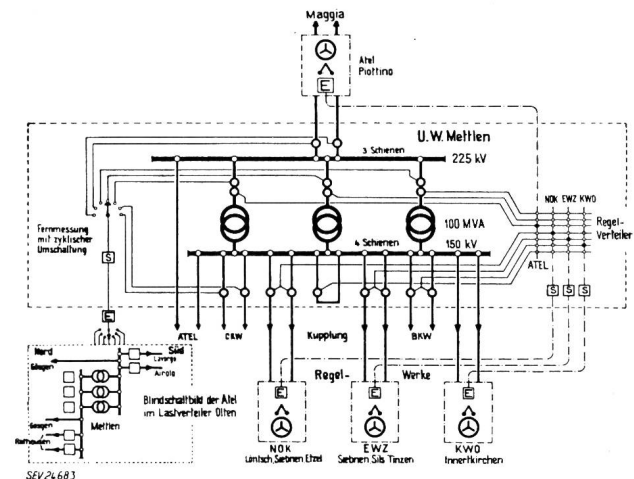 Maggia
Atel
Piottino
E
U.W. Mettlen
3 Schienen
225 kV
NOK EWZ KWO
Fernmessung
mit zyklischer
Umschaltung
100 MVA
Regel-
Verteiler
4 Schienen
150 kV
S
ATEL
S S S
E
ATEL
CKW
Kupplung
BKW
Nord
Süd
Lavorgo
Gösgen
Airolo
Regel-
Werke
E
E
E
Blindschaltbild der Atel
im Lastverteiler Olten
Mettlen
Gösgen
Rathausen
NOK
EWZ
KWO
Löntsch, Siebnen Etzel
Siebnen Sils Tinzen
Innertkirchen
SEV 24683